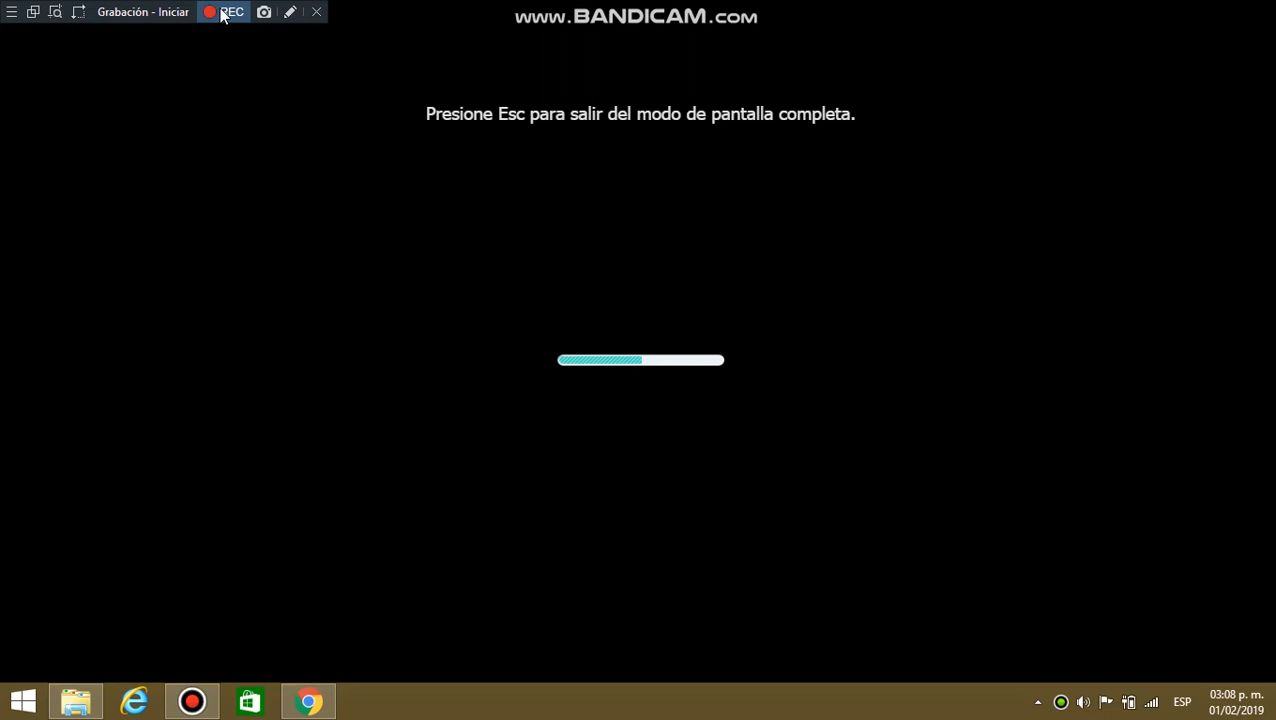 Grabación - Iniciar REC
www.BANDICAM.com
Presione Esc para salir del modo de pantalla completa.
ESP
03:08 p. m.
01/02/2019